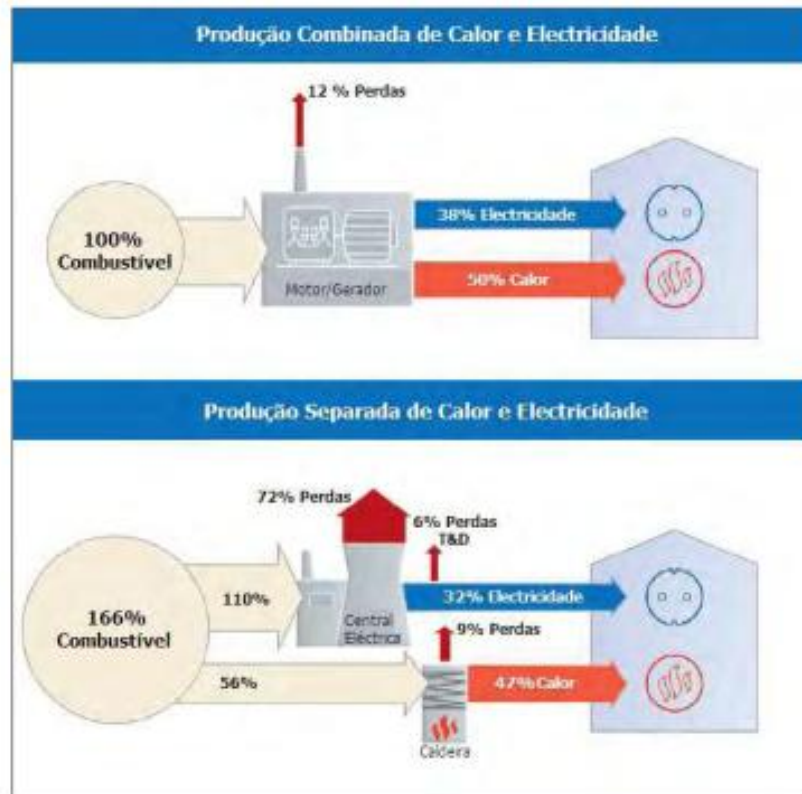 Produção Combinada de Calor e Electricidade
12 % Perdas
100%
Combustível
38% Electricidade
50% Calor
Motor/Gerador
Produção Separada de Calor e Electricidade
72% Perdas
6% Perdas
T&D
166%
Combustível
110%
Central
Eléctrica
32% Electricidade
9% Perdas
56%
47% Calor
Caldeira